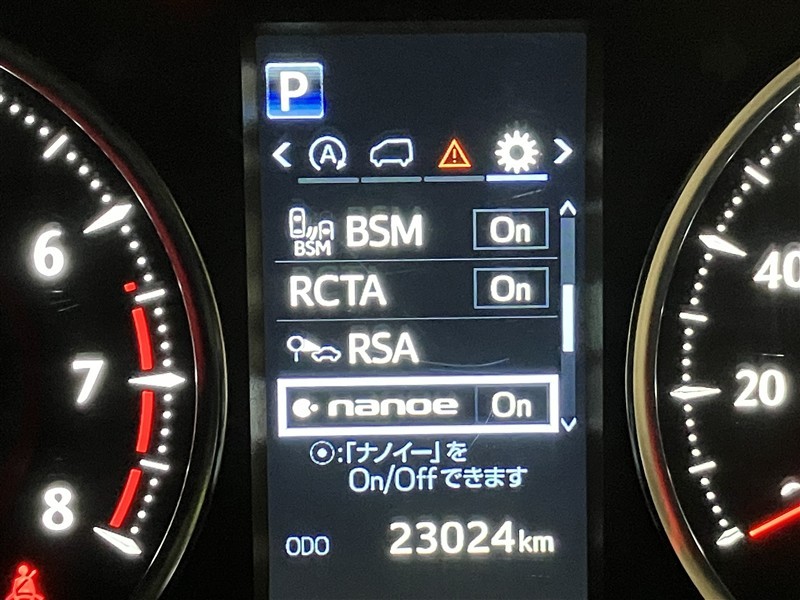 P
A
BSM
BSM On
RCTA On
RSA
nanoe On
:「ナノイー」を
On/Offできます
ODO 23024km
6
7
8
40
20